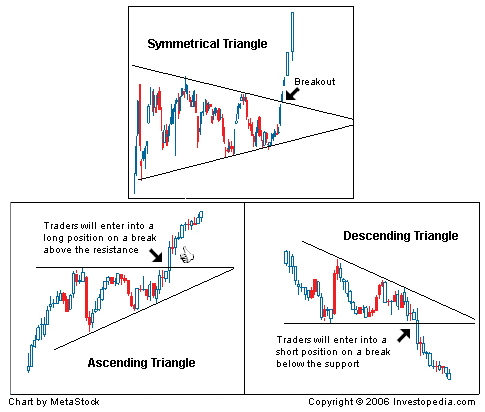 Symmetrical Triangle
Breakout
Traders will enter into a
long position on a break
above the resistance
Ascending Triangle
Descending Triangle
Traders will enter into a
short position on a break
below the support
Chart by MetaStock
Copyright © 2006 Investopedia.com